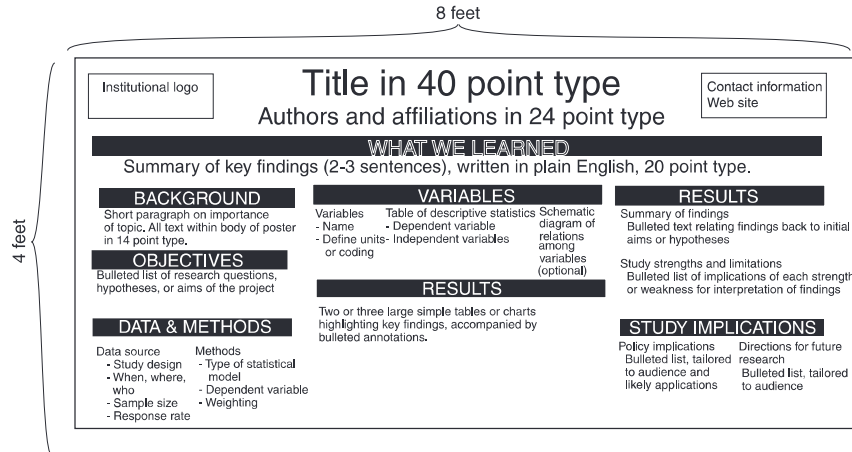 8 feet
4 feet
Institutional logo
Title in 40 point type
Authors and affiliations in 24 point type
Contact information
Web site
WHAT WE LEARNED
Summary of key findings (2-3 sentences), written in plain English, 20 point type.
BACKGROUND
Short paragraph on importance
of topic. All text within body of poster
in 14 point type.
OBJECTIVES
Bulleted list of research questions,
hypotheses, or aims of the project
DATA & METHODS
Data source
- Study design
- When, where,
who
- Sample size
- Response rate
Methods
- Type of statistical
model
- Dependent variable
- Weighting
VARIABLES
Variables
- Name
- Define units
or coding
Table of descriptive statistics
- Dependent variable
- Independent variables
Schematic
diagram of
relations
among
variables
(optional)
RESULTS
Two or three large simple tables or charts
highlighting key findings, accompanied by
bulleted annotations.
RESULTS
Summary of findings
Bulleted text relating findings back to initial
aims or hypotheses
Study strengths and limitations
Bulleted list of implications of each strength
or weakness for interpretation of findings
STUDY IMPLICATIONS
Policy implications
Bulleted list, tailored
to audience and
likely applications
Directions for future
research
Bulleted list, tailored
to audience